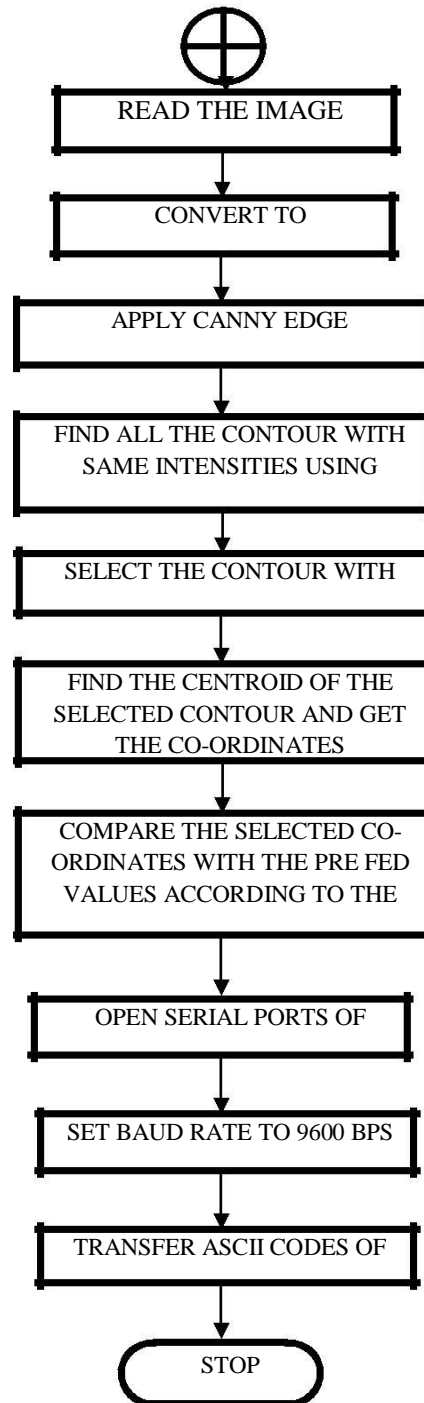 READ THE IMAGE
CONVERT TO
APPLY CANNY EDGE
FIND ALL THE CONTOUR WITH
SAME INTENSITIES USING
SELECT THE CONTOUR WITH
FIND THE CENTROID OF THE
SELECTED CONTOUR AND GET
THE CO-ORDINATES
COMPARE THE SELECTED CO-
ORDINATES WITH THE PRE FED
VALUES ACCORDING TO THE
OPEN SERIAL PORTS OF
SET BAUD RATE TO 9600 BPS
TRANSFER ASCII CODES OF
STOP